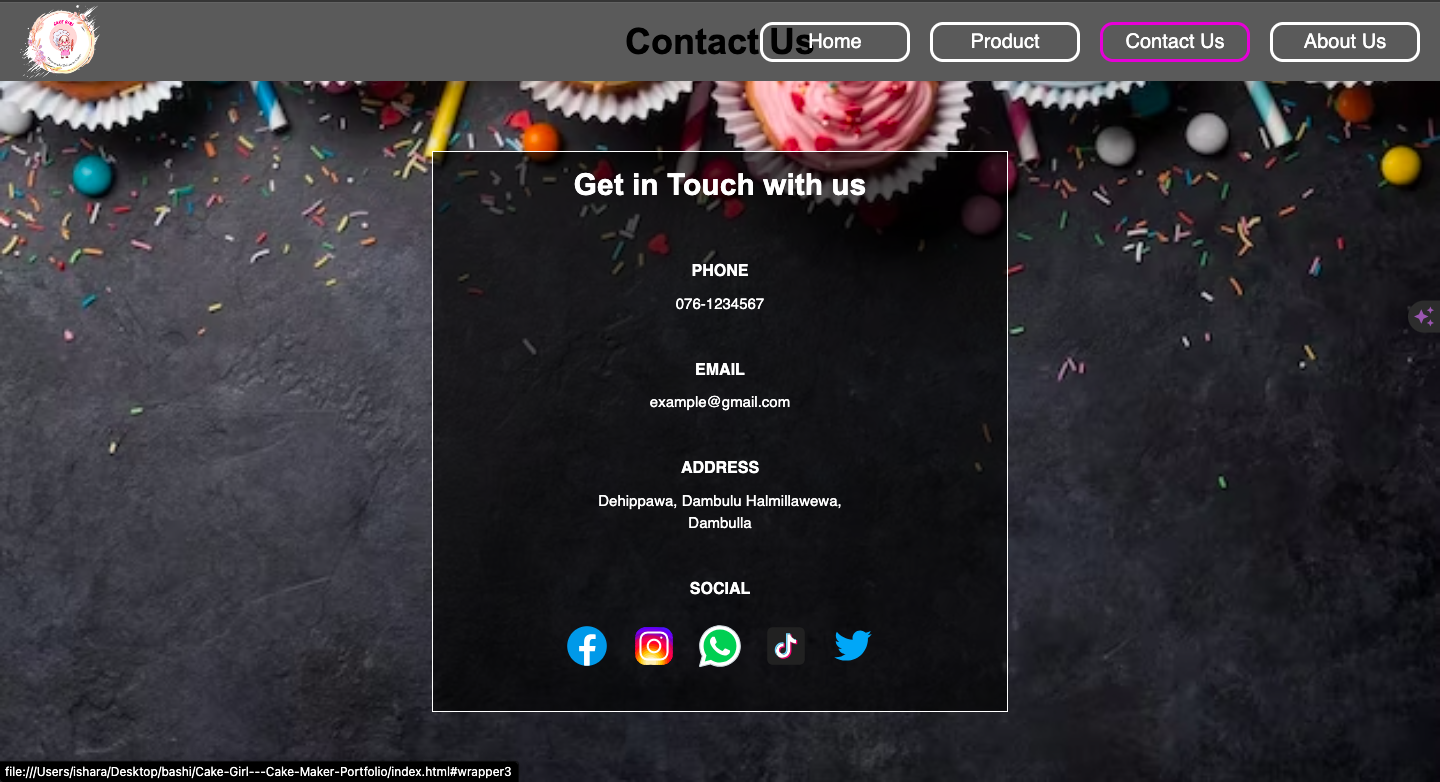 CAKE GIRL
Contact Us
Home
Product
Contact Us
About Us
Get in Touch with us
PHONE
076-1234567
EMAIL
example@gmail.com
ADDRESS
Dehippawa, Dambulu Halmillawewa,
Dambulla
SOCIAL
file:///Users/ishara/Desktop/bashi/Cake-Girl---Cake-Maker-Portfolio/index.html#wrapper3